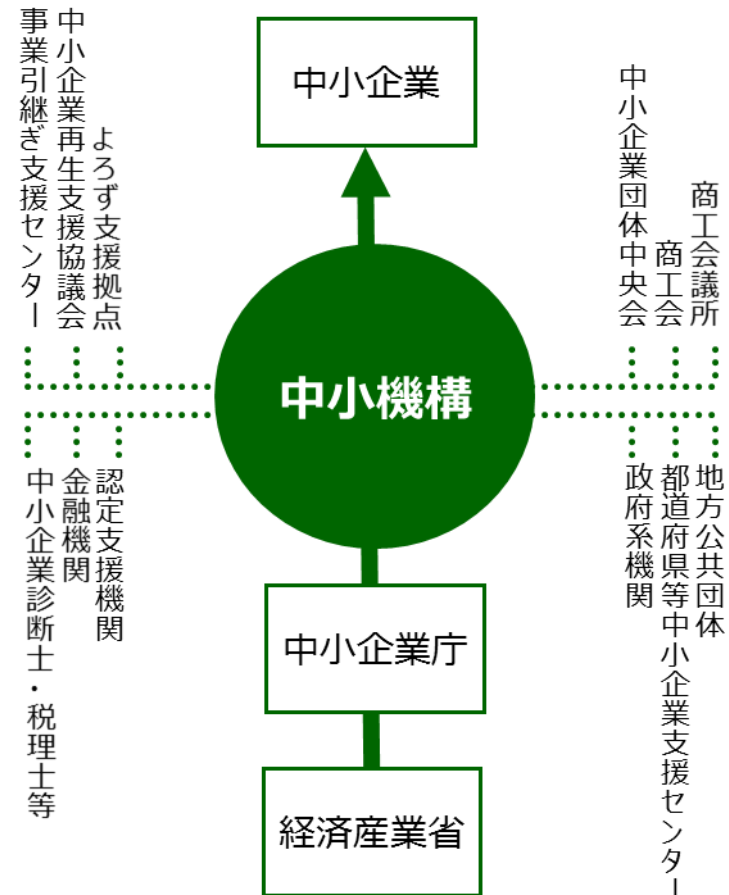 中小企業
事業引継ぎ支援センター
中小企業再生支援協議会
よろず支援拠点
中小企業団体中央会
商工会
商工会議所
中小機構
中小企業診断士・税理士等
金融機関
認定支援機関
政府系機関
都道府県等中小企業支援センター
地方公共団体
中小企業庁
経済産業省